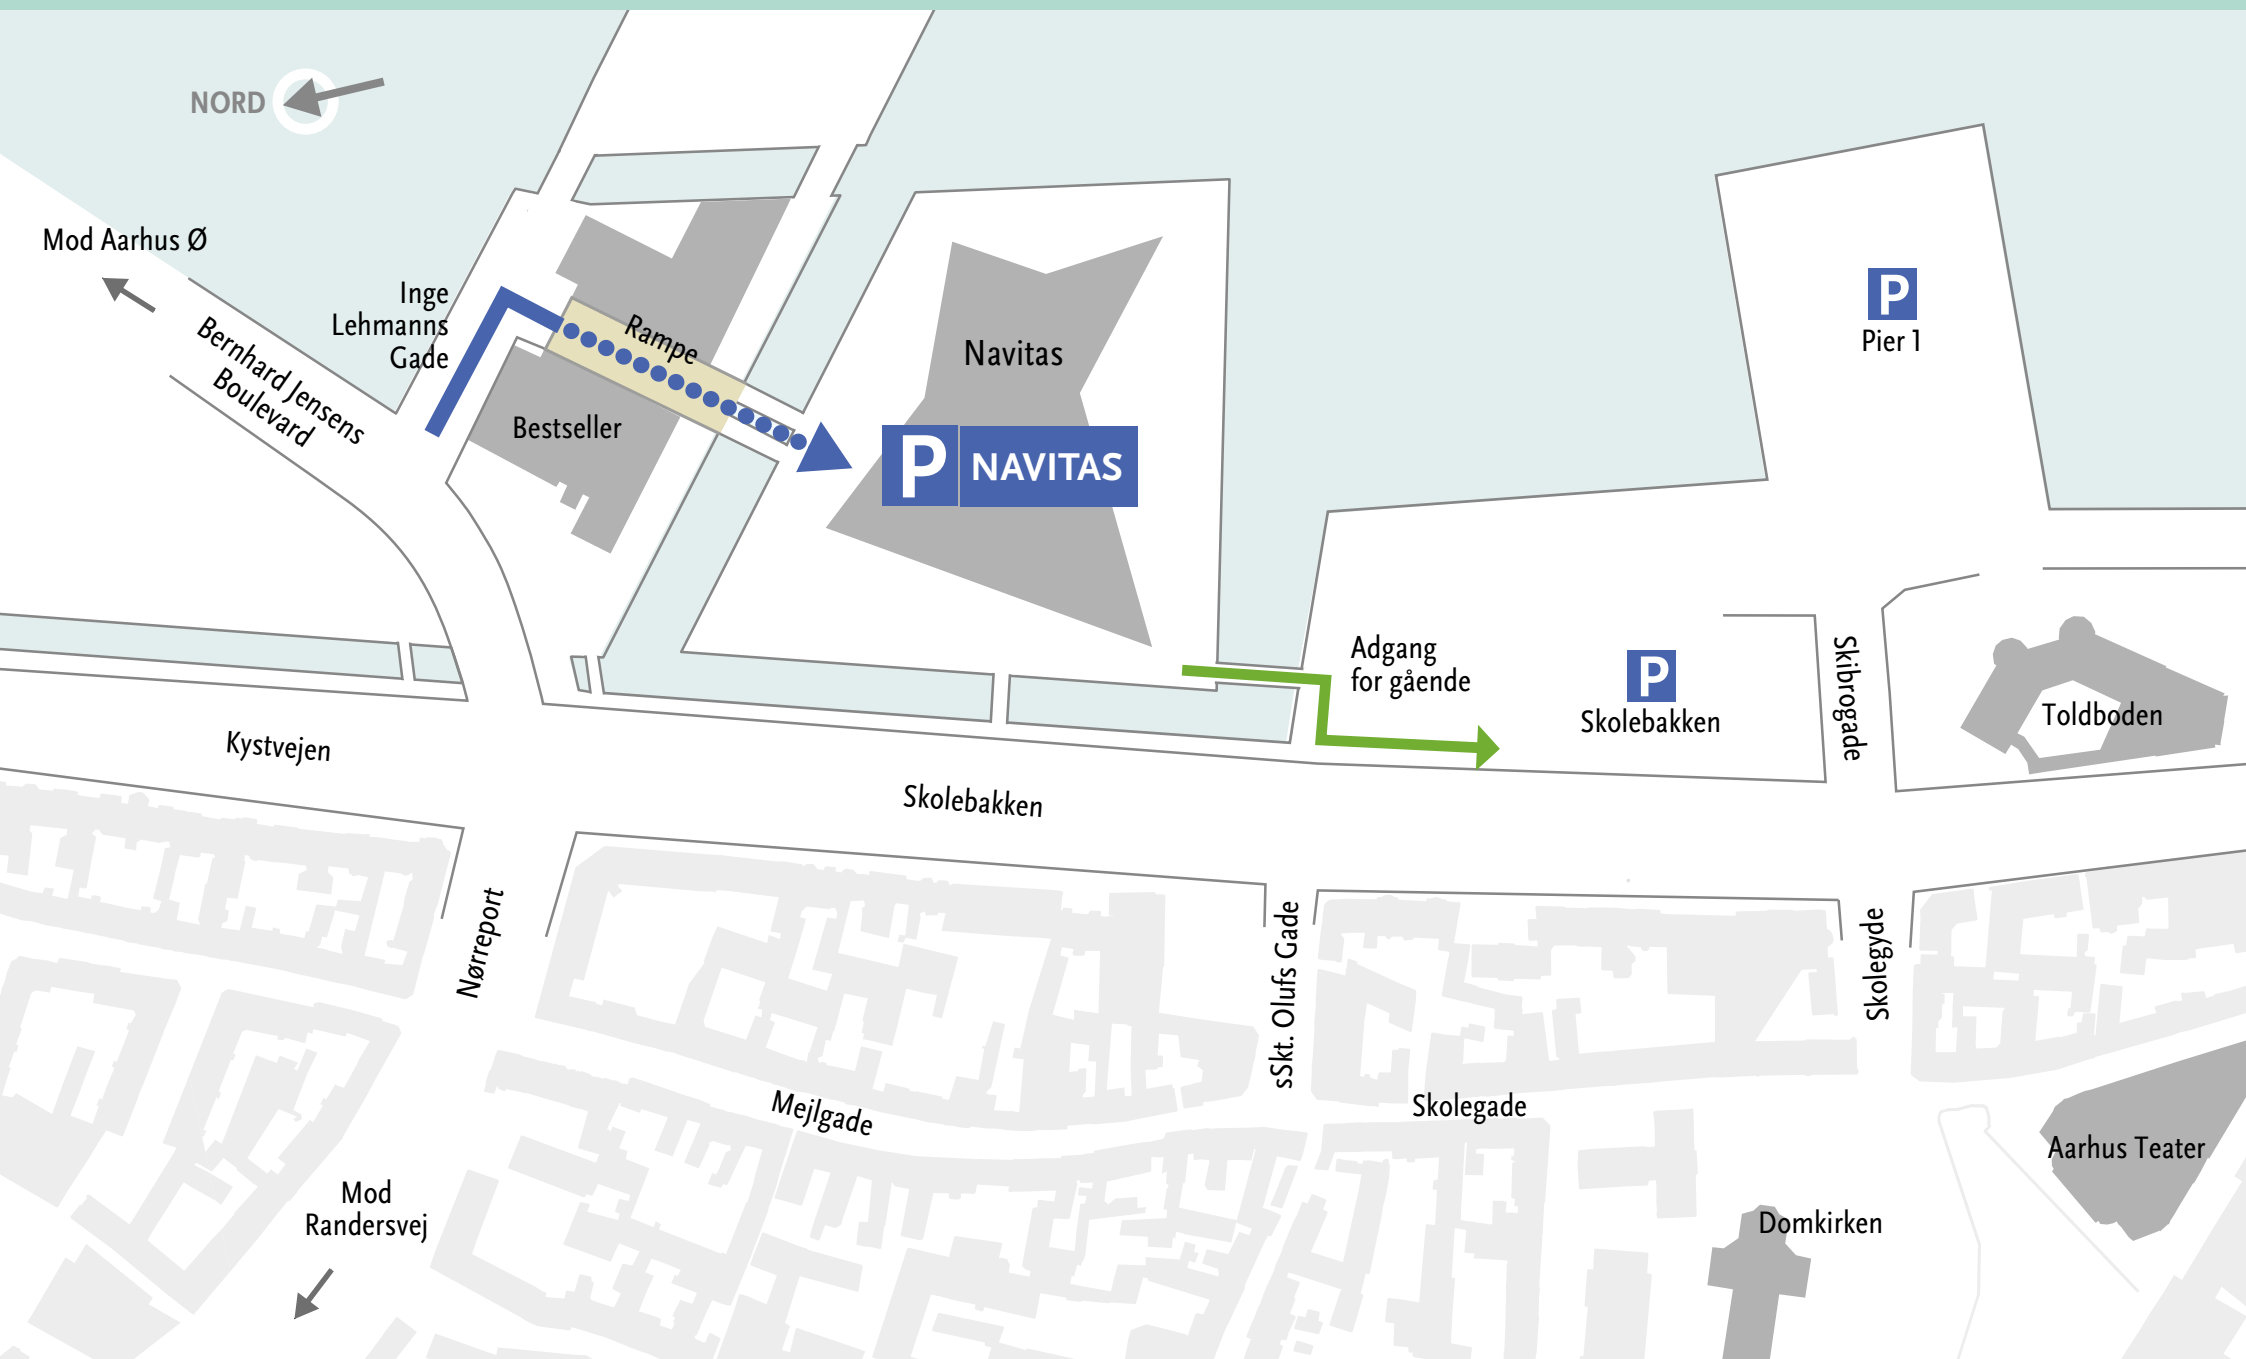 NORD
Mod Aarhus Ø
Inge
Lehmanns
Gade
Bernhard Jensens
Boulevard
Rampe
Bestseller
Navitas
P NAVITAS
P
Pier 1
Adgang
for gående
P
Skolebakken
Skibrogade
Toldboden
Kystvejen
Skolebakken
Nørreport
sSkt. Olufs Gade
Skolegyde
Mejlgade
Skolegade
Aarhus Teater
Mod
Randersvej
Domkirken